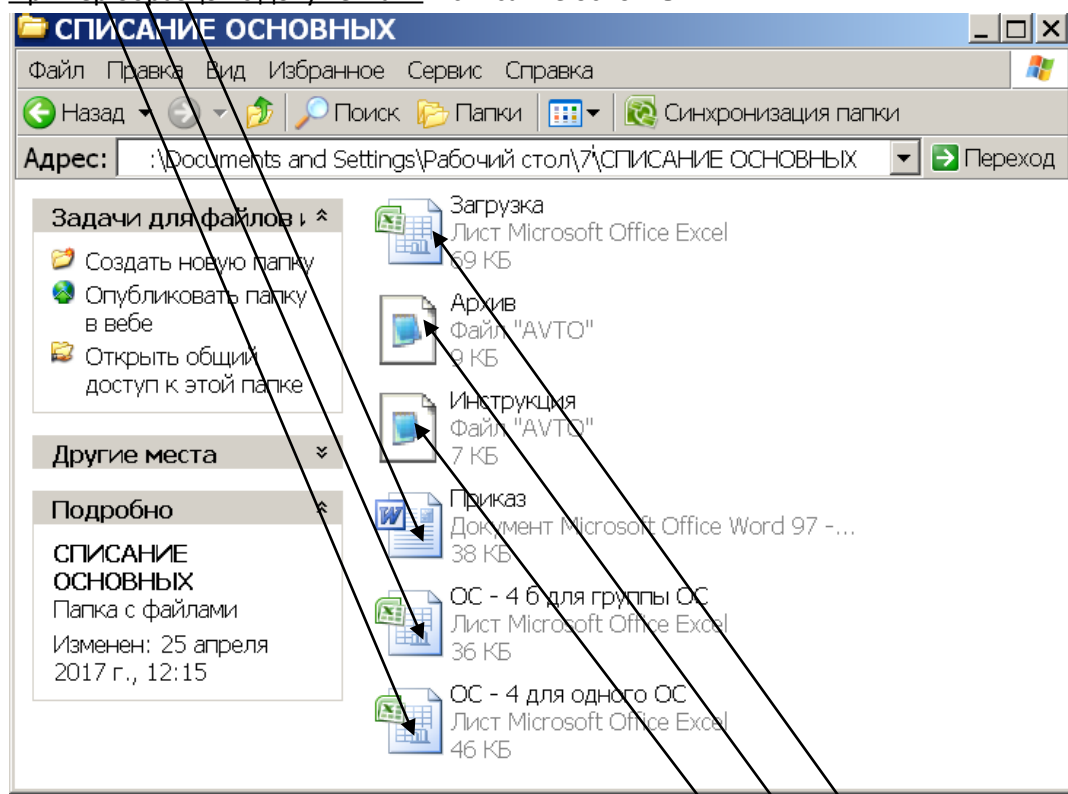 СПИСАНИЕ ОСНОВНЫХ
Файл Правка Вид Избранное Сервис Справка
Назад Поиск Папки Синхронизация папки
Адрес: :\Documents and Settings\Рабочий стол\7\СПИСАНИЕ ОСНОВНЫХ Переход
Задачи для файлов и
Создать новую папку
Опубликовать папку
в вебе
Открыть общий
доступ к этой папке
Другие места
Подробно
СПИСАНИЕ
ОСНОВНЫХ
Папка с файлами
Изменен: 25 апреля
2017 г., 12:15
Загрузка
Лист Microsoft Office Excel
69 КБ
Архив
Файл "AVTO"
9 КБ
Инструкция
Файл "AVTO"
7 КБ
Приказ
Документ Microsoft Office Word 97 -...
38 КБ
ОС - 4 б для группы ОС
Лист Microsoft Office Excel
36 КБ
ОС - 4 для одного ОС
Лист Microsoft Office Excel
46 КБ